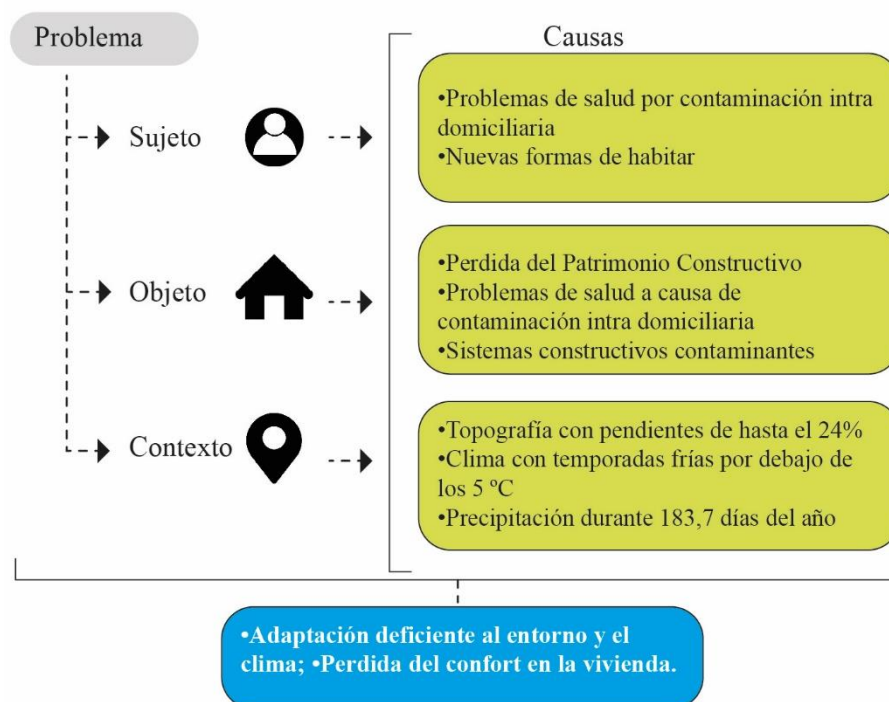 Problema
Causas
Sujeto
•Problemas de salud por contaminación intra
domiciliaria
•Nuevas formas de habitar
Objeto
•Perdida del Patrimonio Constructivo
•Problemas de salud a causa de
contaminación intra domiciliaria
•Sistemas constructivos contaminantes
Contexto
•Topografía con pendientes de hasta el 24%
•Clima con temporadas frías por debajo de
los 5 ºC
•Precipitación durante 183,7 días del año
•Adaptación deficiente al entorno y el
clima; •Perdida del confort en la vivienda.